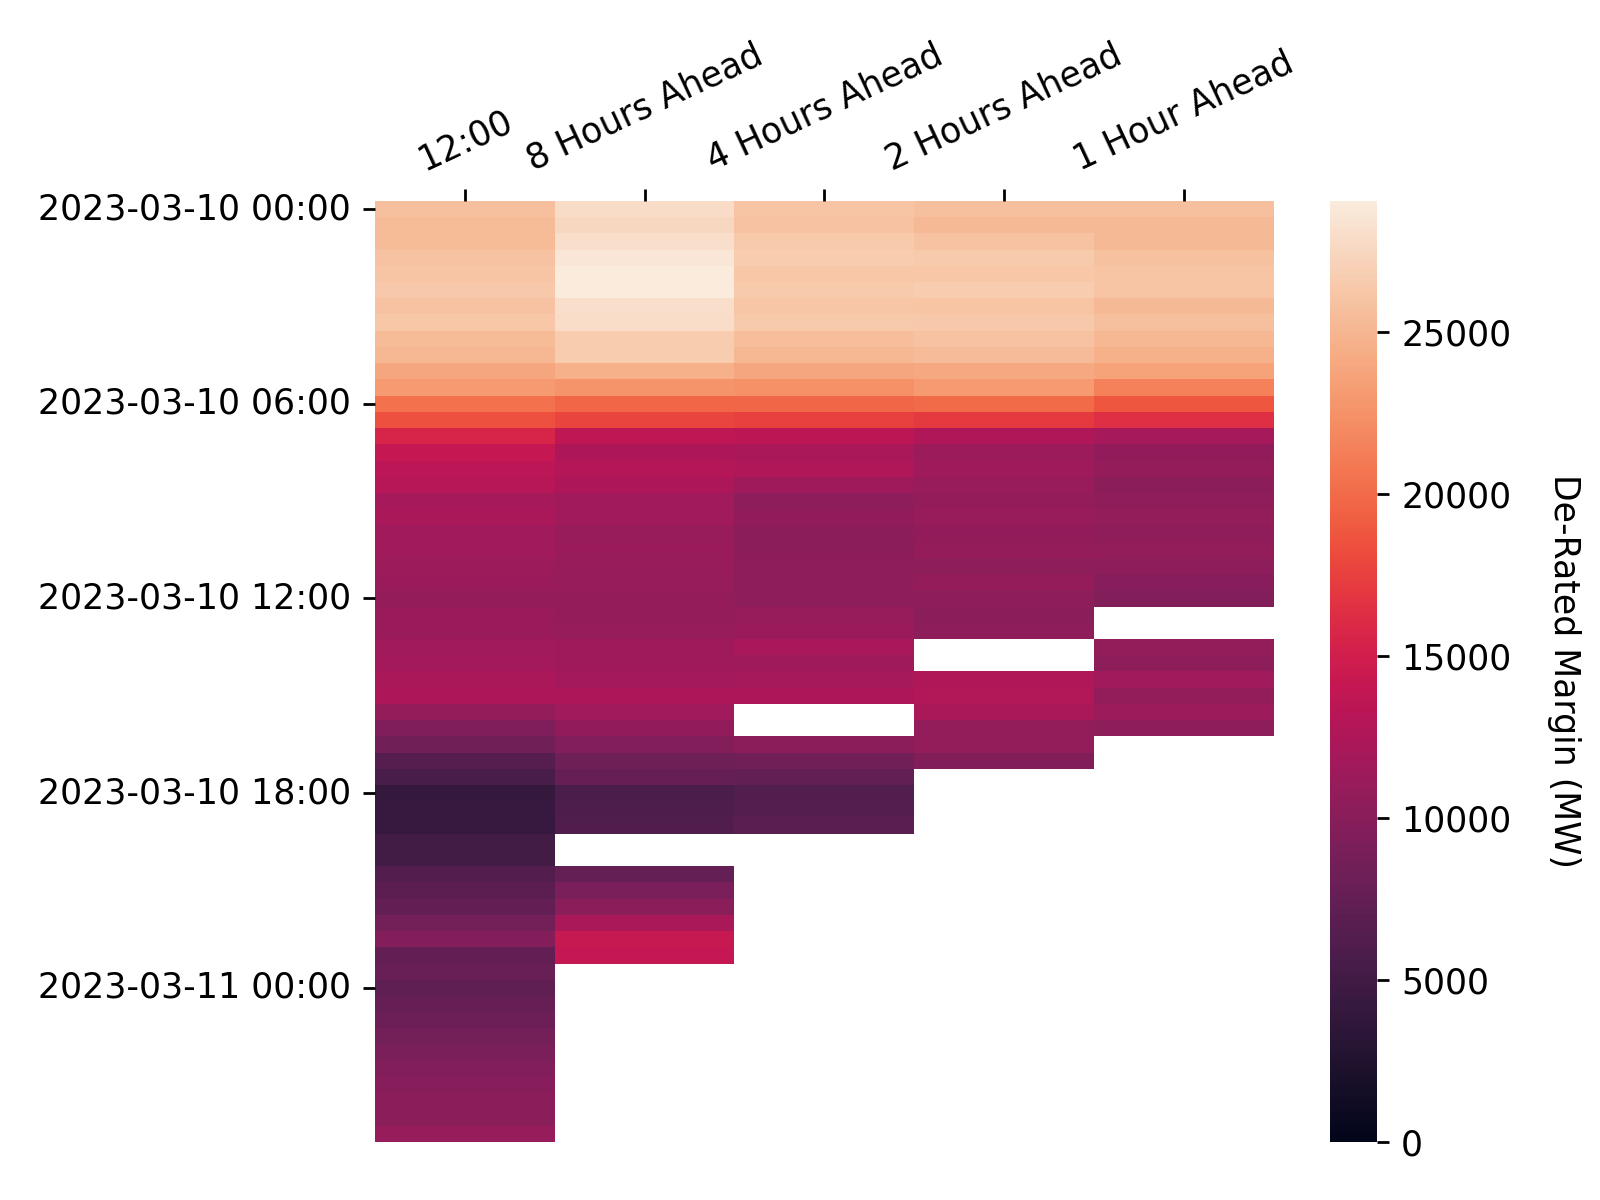 12:00
8 Hours Ahead
4 Hours Ahead
2 Hours Ahead
1 Hour Ahead
2023-03-10 00:00
2023-03-10 06:00
2023-03-10 12:00
2023-03-10 18:00
2023-03-11 00:00
25000
20000
15000
10000
5000
0
De-Rated Margin (MW)